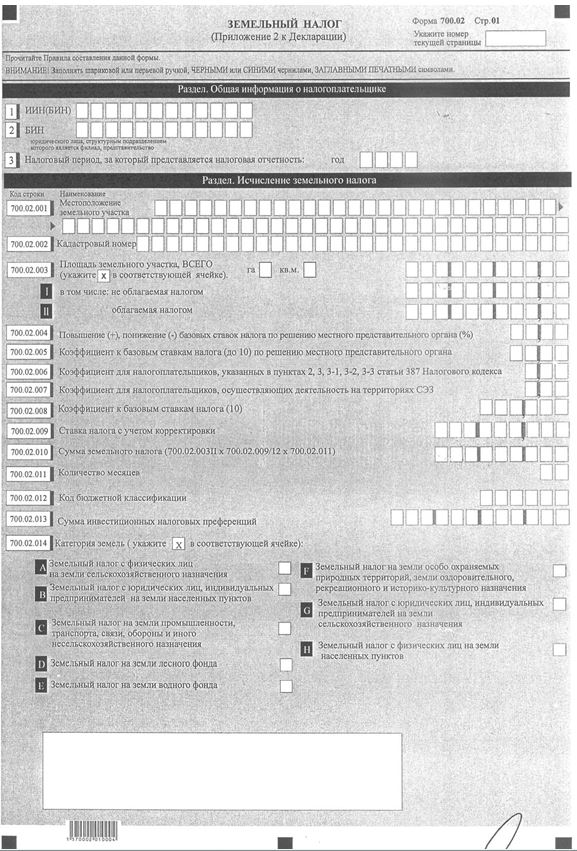 ЗЕМЕЛЬНЫЙ НАЛОГ
(Приложение 2 к Декларации)
Форма 700.02 Стр. 01
Укажите номер
текущей страницы
Прочитайте Правила составления данной формы.
ВНИМАНИЕ! Заполнять шариковой или перьевой ручкой, ЧЕРНЫМИ или СИНИМИ чернилами, ЗАГЛАВНЫМИ ПЕЧАТНЫМИ символами.
Раздел. Общая информация о налогоплательщике
1 ИИН(БИН)
2 БИН
юридического лица, структурным подразделением
которого является филиал, представительство
3 Налоговый период, за который представляется налоговая отчетность: год
Раздел. Исчисление земельного налога
Код строки Наименование
700.02.001 Местоположение
земельного участка
700.02.002 Кадастровый номер
700.02.003 Площадь земельного участка, ВСЕГО
(укажите X в соответствующей ячейке). га кв.м.
I в том числе: не облагаемая налогом
II облагаемая налогом
700.02.004 Повышение (+), понижение (-) базовых ставок налога по решению местного представительного органа (%)
700.02.005 Коэффициент к базовым ставкам налога (до 10) по решению местного представительного органа
700.02.006 Коэффициент для налогоплательщиков, указанных в пунктах 2, 3, 3-1, 3-2, 3-3 статьи 387 Налогового кодекса
700.02.007 Коэффициент для налогоплательщиков, осуществляющих деятельность на территориях СЭЗ
700.02.008 Коэффициент к базовым ставкам налога (10)
700.02.009 Ставка налога с учетом корректировки
700.02.010 Сумма земельного налога (700.02.003II x 700.02.009/12 x 700.02.011)
700.02.011 Количество месяцев
700.02.012 Код бюджетной классификации
700.02.013 Сумма инвестиционных налоговых преференций
700.02.014 Категория земель ( укажите X в соответствующей ячейке):
A Земельный налог с физических лиц
на земли сельскохозяйственного назначения
B Земельный налог с юридических лиц, индивидуальных
предпринимателей на земли населенных пунктов
C Земельный налог на земли промышленности,
транспорта, связи, обороны и иного
несельскохозяйственного назначения
D Земельный налог на земли лесного фонда
E Земельный налог на земли водного фонда
F Земельный налог на земли особо охраняемых
природных территорий, земли оздоровительного,
рекреационного и историко-культурного назначения
G Земельный налог с юридических лиц, индивидуальных
предпринимателей на земли
сельскохозяйственного назначения
H Земельный налог с физических лиц на земли
населенных пунктов